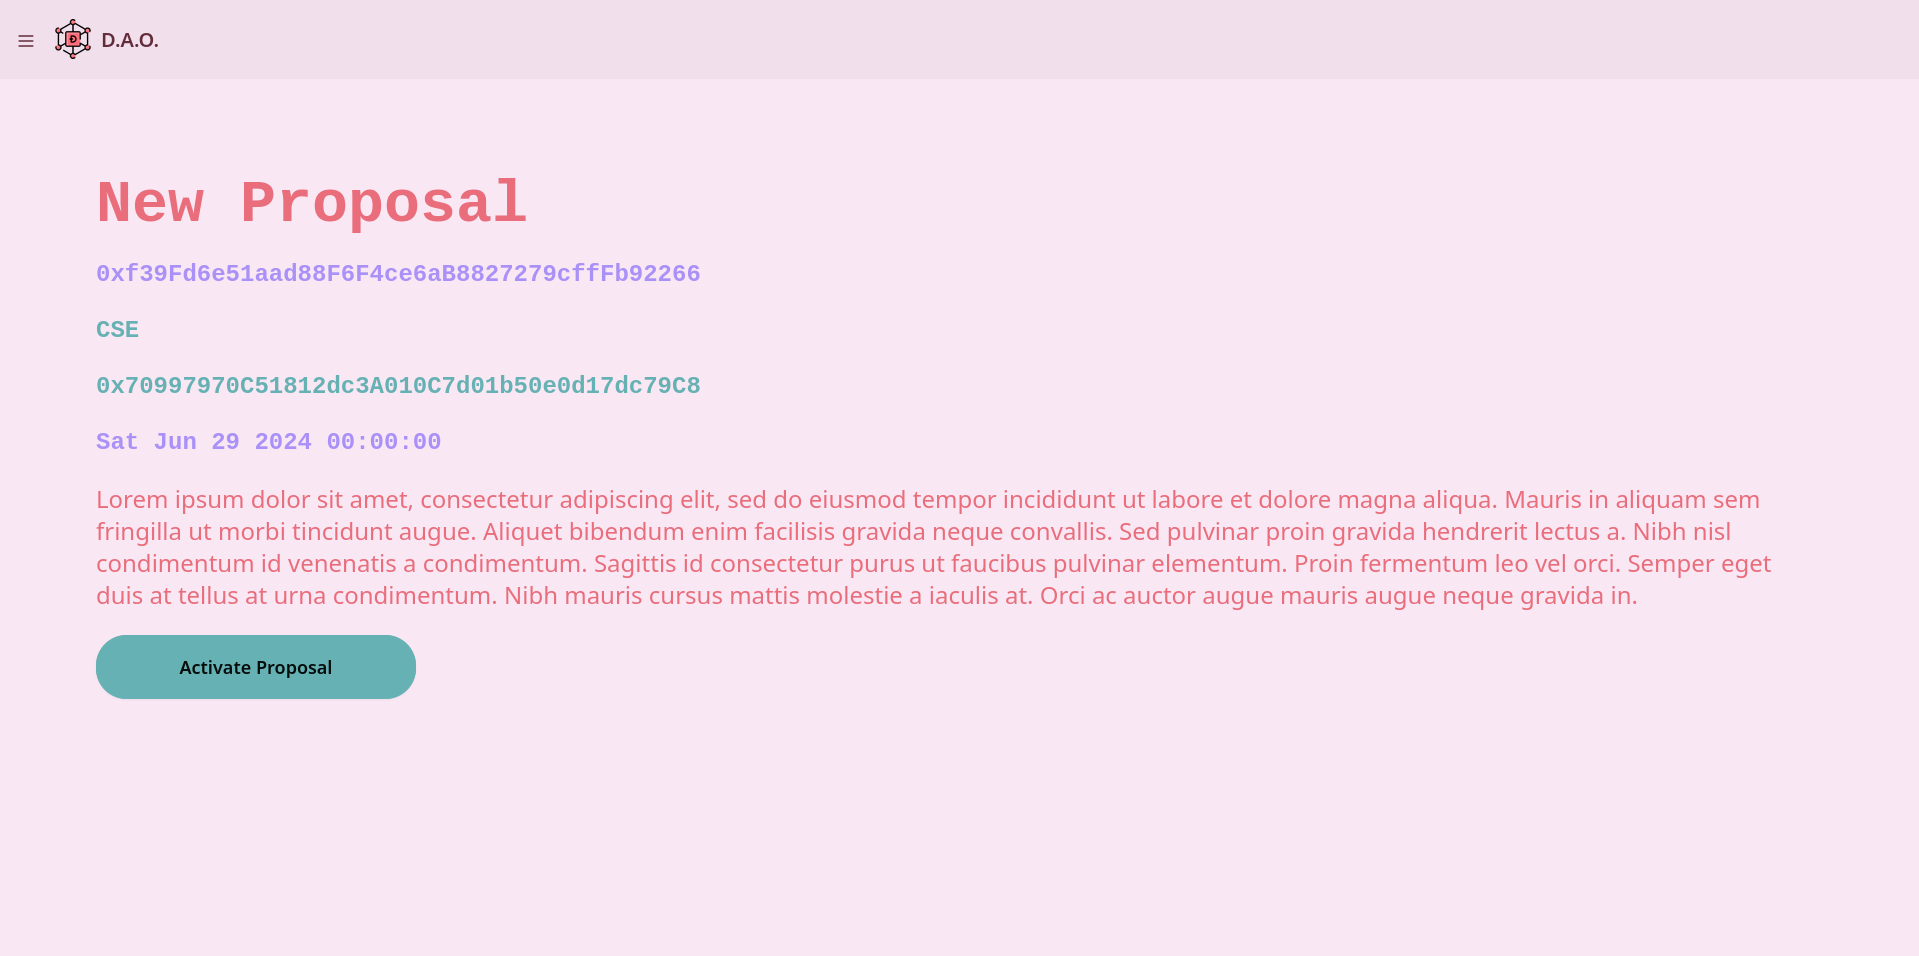 D.A.O.
New Proposal
0xf39Fd6e51aad88F6F4ce6aB8827279cffFb92266
CSE
0x70997970C51812dc3A010C7d01b50e0d17dc79C8
Sat Jun 29 2024 00:00:00
Lorem ipsum dolor sit amet, consectetur adipiscing elit, sed do eiusmod tempor incididunt ut labore et dolore magna aliqua. Mauris in aliquam sem
fringilla ut morbi tincidunt augue. Aliquet bibendum enim facilisis gravida neque convallis. Sed pulvinar proin gravida hendrerit lectus a. Nibh nisl
condimentum id venenatis a condimentum. Sagittis id consectetur purus ut faucibus pulvinar elementum. Proin fermentum leo vel orci. Semper eget
duis at tellus at urna condimentum. Nibh mauris cursus mattis molestie a iaculis at. Orci ac auctor augue mauris augue neque gravida in.
Activate Proposal